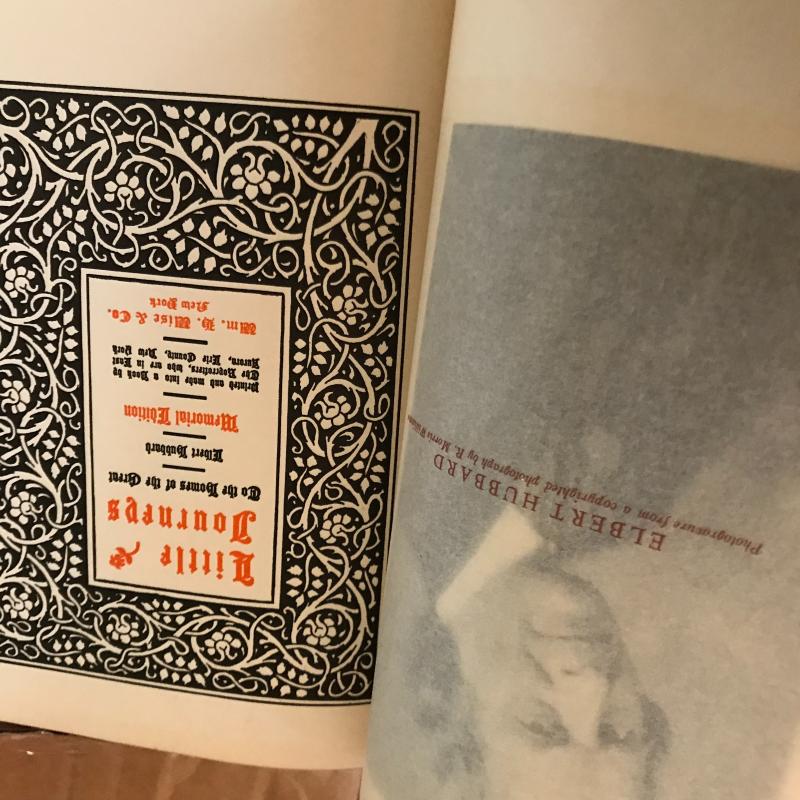 Little
Journeys
To the Homes of the Great
Elbert Hubbard
Memorial Edition
Printed and made into a Book by
The Roycrofters, who are in East
Aurora, Erie County, New York
Wm. H. Wise & Co.
New York
ELBERT HUBBARD
Photogravure from a copyrighted photograph by R. Morris Williams